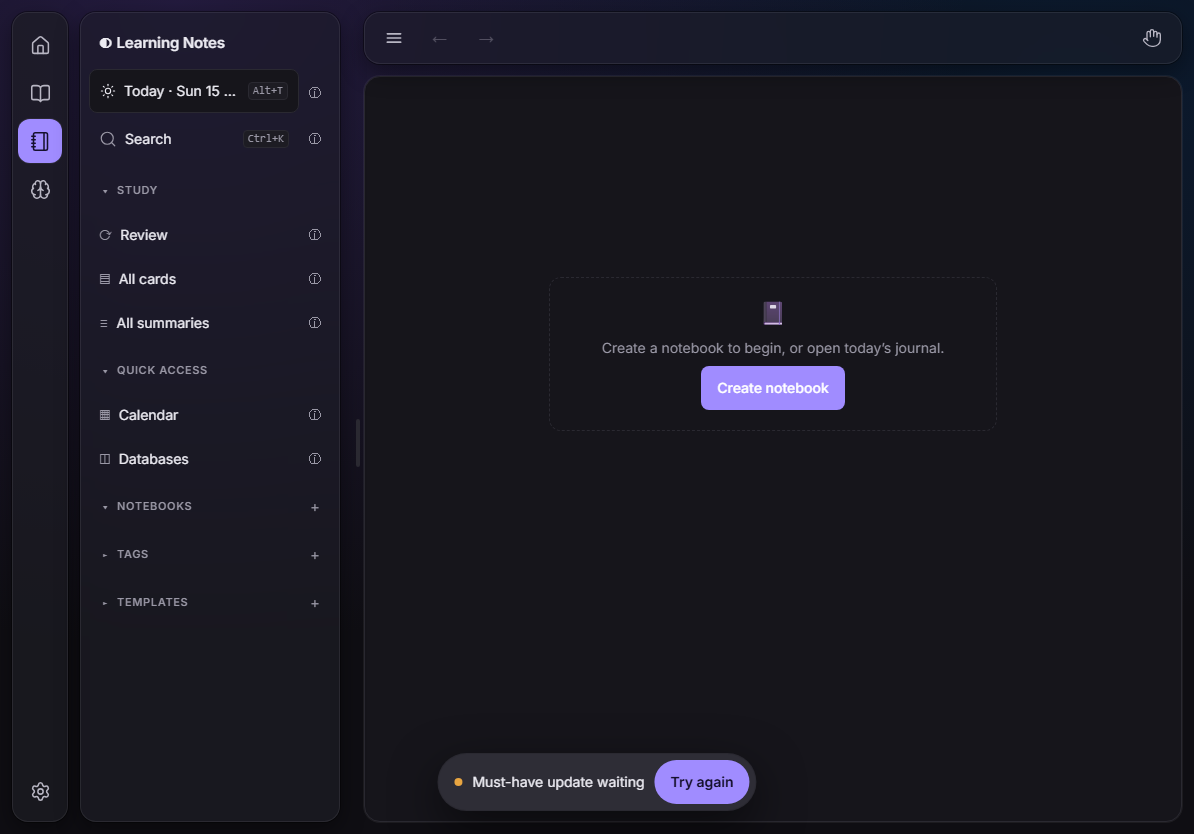 Learning Notes
Today · Sun 15 ...
Alt+T
Search
Ctrl+K
STUDY
Review
All cards
All summaries
QUICK ACCESS
Calendar
Databases
NOTEBOOKS
TAGS
TEMPLATES
Create a notebook to begin, or open today's journal.
Create notebook
Must-have update waiting
Try again